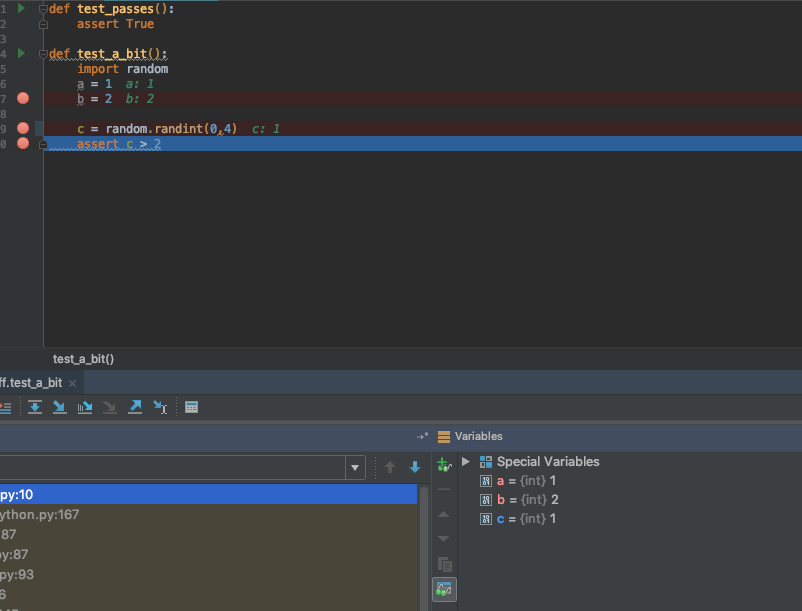 1 def test_passes():
2 assert True
3
4 def test_a_bit():
5 import random
6 a = 1 a: 1
7 b = 2 b: 2
8
9 c = random.randint(0,4) c: 1
0 assert c > 2
test_a_bit()
ff.test_a_bit ×
Variables
Special Variables
py:10
a = {int} 1
ython.py:167
b = {int} 2
87
c = {int} 1
py:87
py:93
6